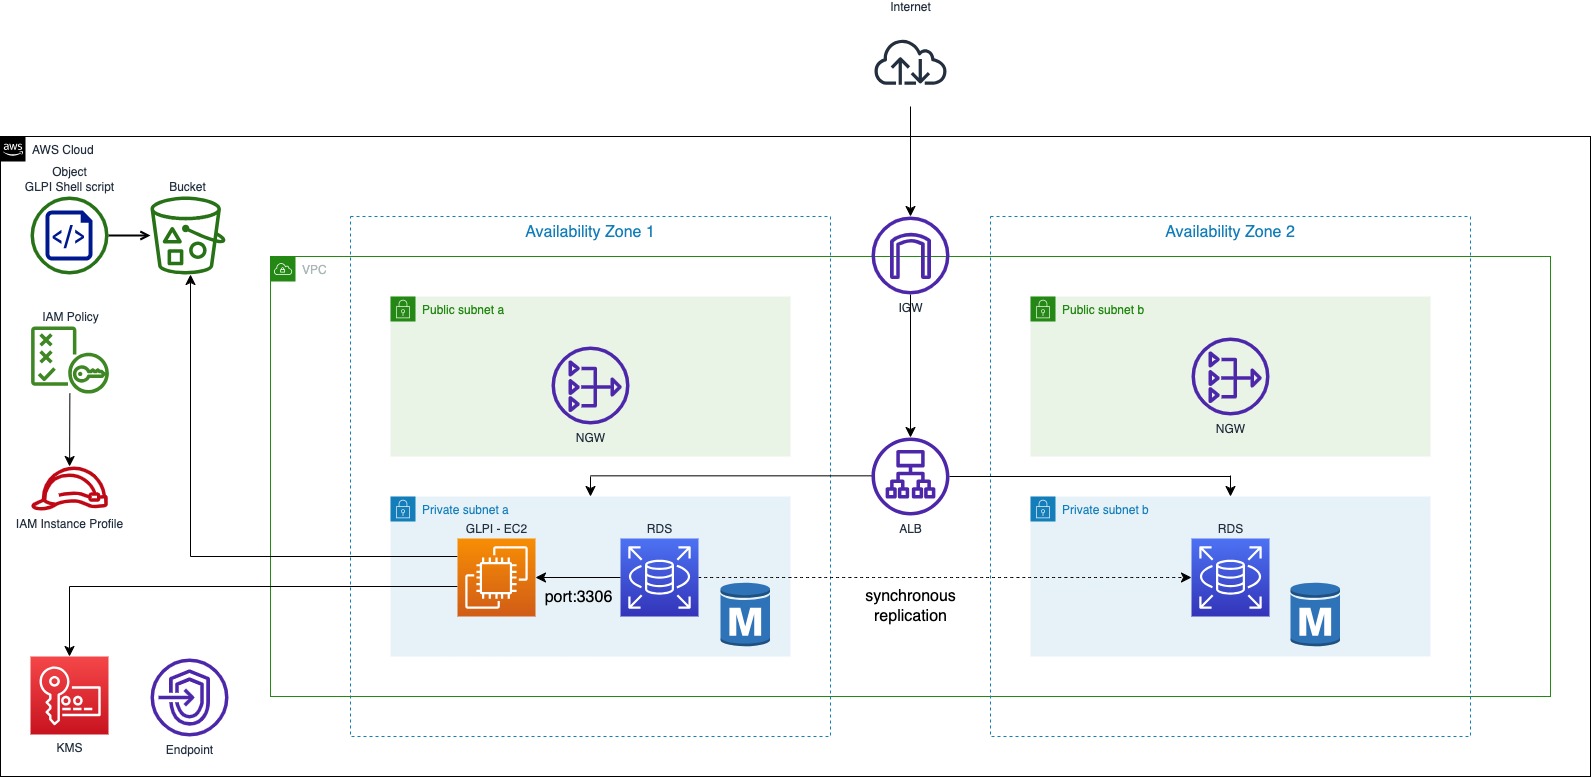 Internet
aws
AWS Cloud
Object
GLPI Shell script
Bucket
Availability Zone 1
Availability Zone 2
VPC
IGW
Public subnet a
Public subnet b
IAM Policy
NGW
NGW
IAM Instance Profile
ALB
Private subnet a
Private subnet b
GLPI - EC2
RDS
RDS
port:3306
synchronous
replication
M
M
KMS
Endpoint